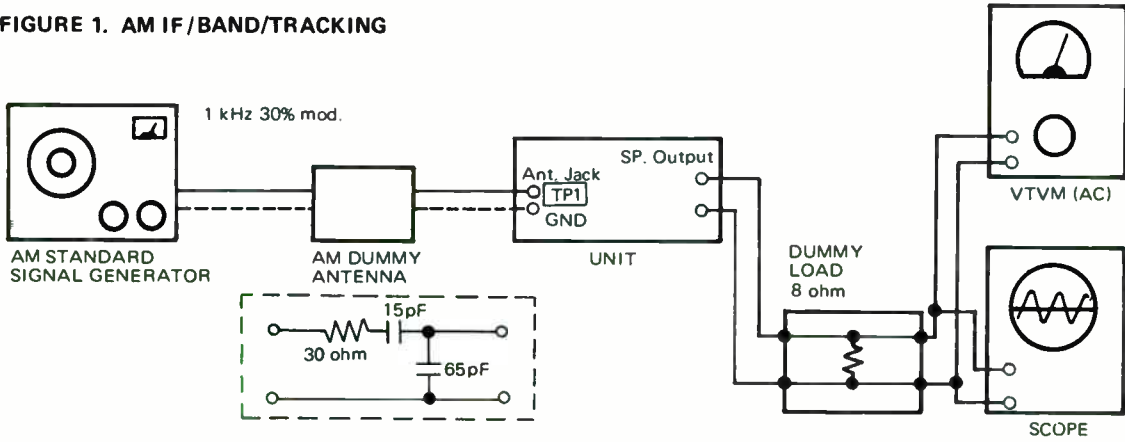 FIGURE 1. AM IF/BAND/TRACKING
1 kHz 30% mod.
AM STANDARD
SIGNAL GENERATOR
AM DUMMY
ANTENNA
15pF
30 ohm
65pF
Ant. Jack
TP1
GND
SP. Output
UNIT
DUMMY
LOAD
8 ohm
VTVM (AC)
SCOPE